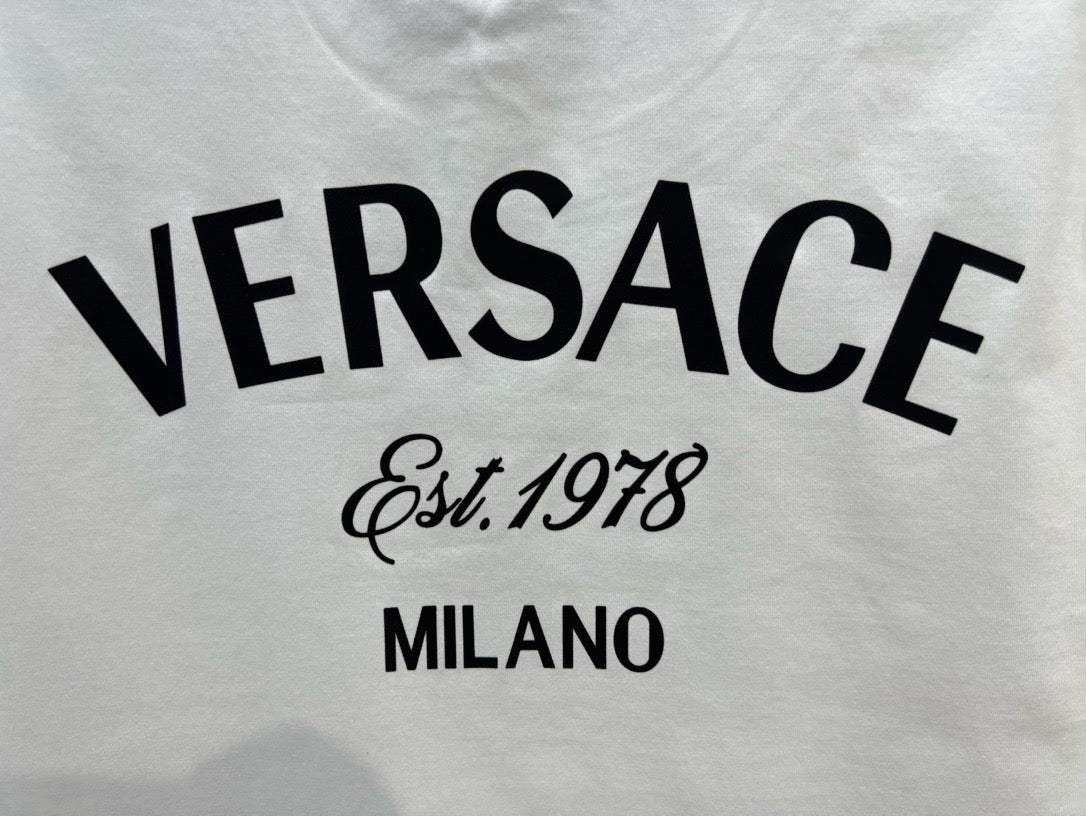 VERSACE
Est. 1978
MILANO